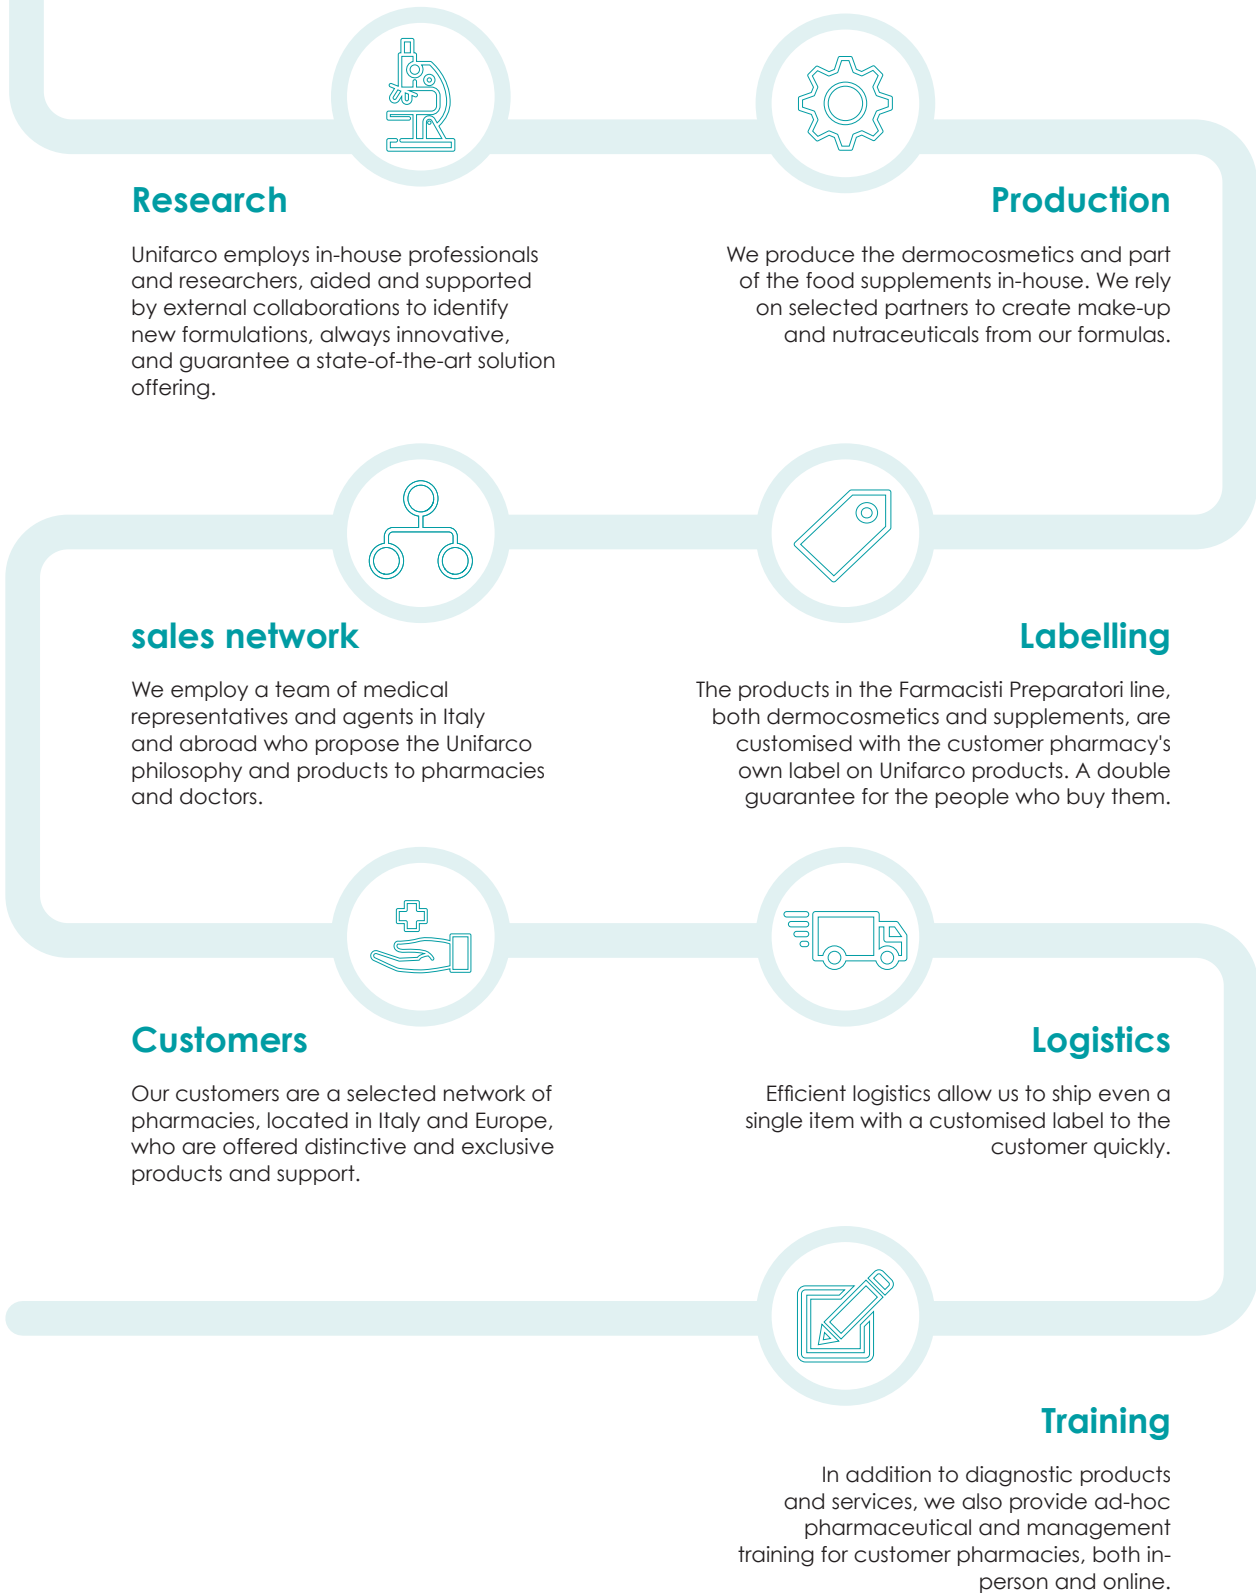 Research
Unifarco employs in-house professionals
and researchers, aided and supported
by external collaborations to identify
new formulations, always innovative,
and guarantee a state-of-the-art solution
offering.
Production
We produce the dermocosmetics and part
of the food supplements in-house. We rely
on selected partners to create make-up
and nutraceuticals from our formulas.
sales network
We employ a team of medical
representatives and agents in Italy
and abroad who propose the Unifarco
philosophy and products to pharmacies
and doctors.
Labelling
The products in the Farmacisti Preparatori line,
both dermocosmetics and supplements, are
customised with the customer pharmacy's
own label on Unifarco products. A double
guarantee for the people who buy them.
Customers
Our customers are a selected network of
pharmacies, located in Italy and Europe,
who are offered distinctive and exclusive
products and support.
Logistics
Efficient logistics allow us to ship even a
single item with a customised label to the
customer quickly.
Training
In addition to diagnostic products
and services, we also provide ad-hoc
pharmaceutical and management
training for customer pharmacies, both in-
person and online.